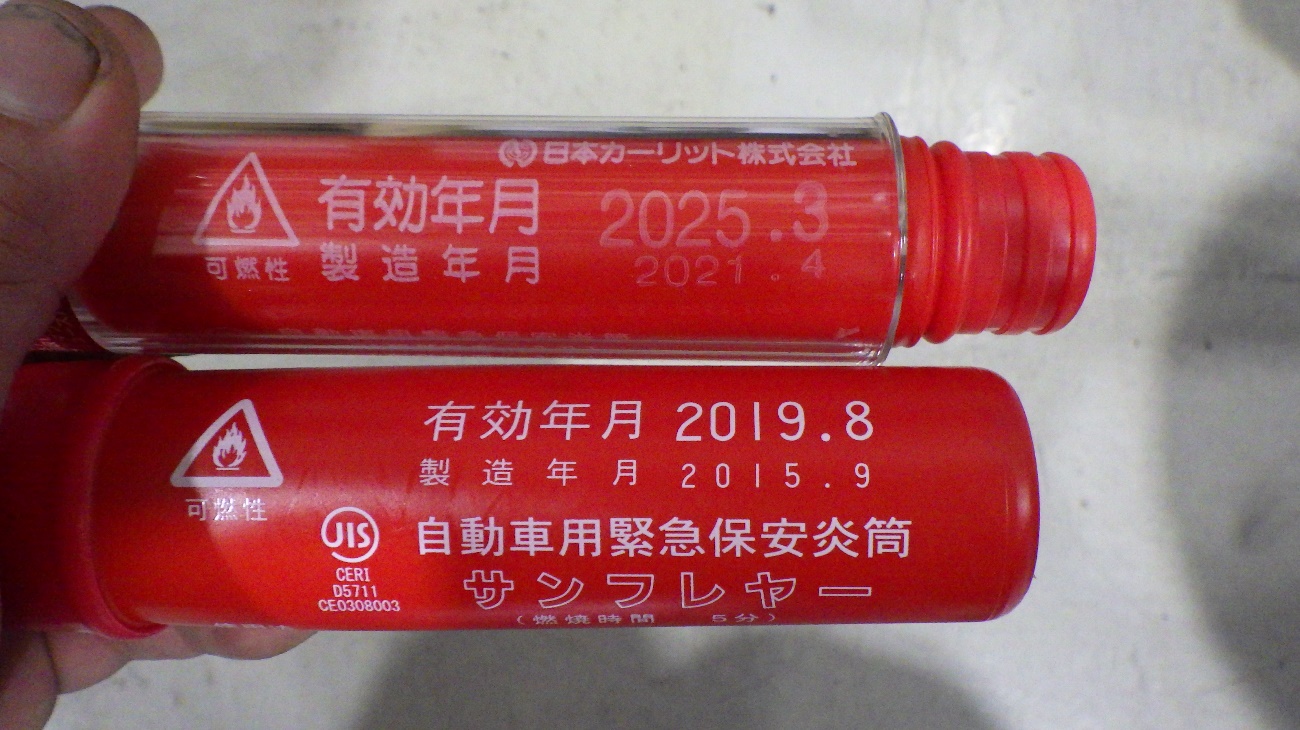 日本カーリット株式会社
有効年月 2025.3
製造年月 2021.4
可燃性
有効年月 2019.8
製造年月 2015.9
可燃性
JIS
CERI
D5711
CE0308003
自動車用緊急保安炎筒
サンフレヤー
(燃焼時間 5分)